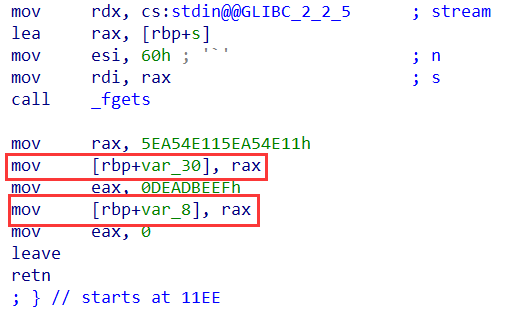 mov rdx, cs:stdin@@GLIBC_2_2_5 ; stream
lea rax, [rbp+s]
mov esi, 60h ; '`' ; n
mov rdi, rax ; s
call _fgets
mov rax, 5EA54E115EA54E11h
mov [rbp+var_30], rax
mov eax, 0DEADBEEFh
mov [rbp+var_8], rax
mov eax, 0
leave
retn
; } // starts at 11EE